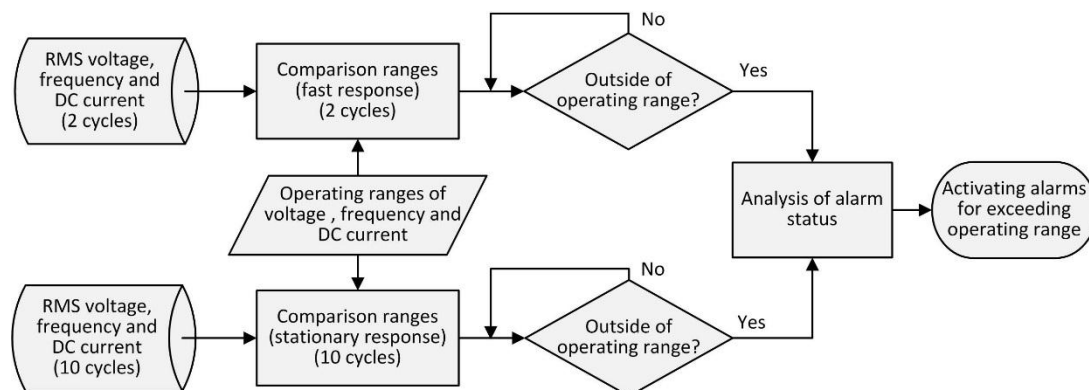 RMS voltage,
frequency and
DC current
(2 cycles)
Comparison ranges
(fast response)
(2 cycles)
No
Outside of
operating range?
Yes
Operating ranges of
voltage , frequency and
DC current
Analysis of alarm
status
Activating alarms
for exceeding
operating range
RMS voltage,
frequency and
DC current
(10 cycles)
Comparison ranges
(stationary response)
(10 cycles)
No
Outside of
operating range?
Yes